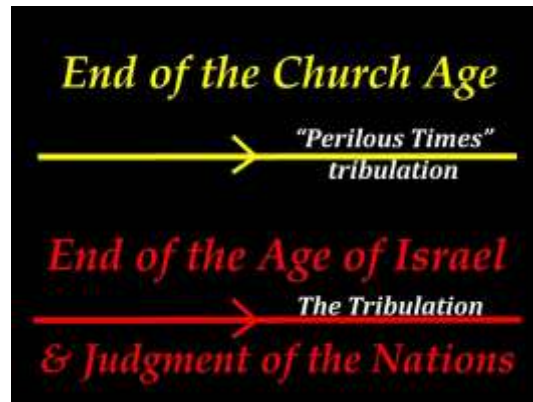 End of the Church Age
“Perilous Times”
tribulation
End of the Age of Israel
The Tribulation
& Judgment of the Nations